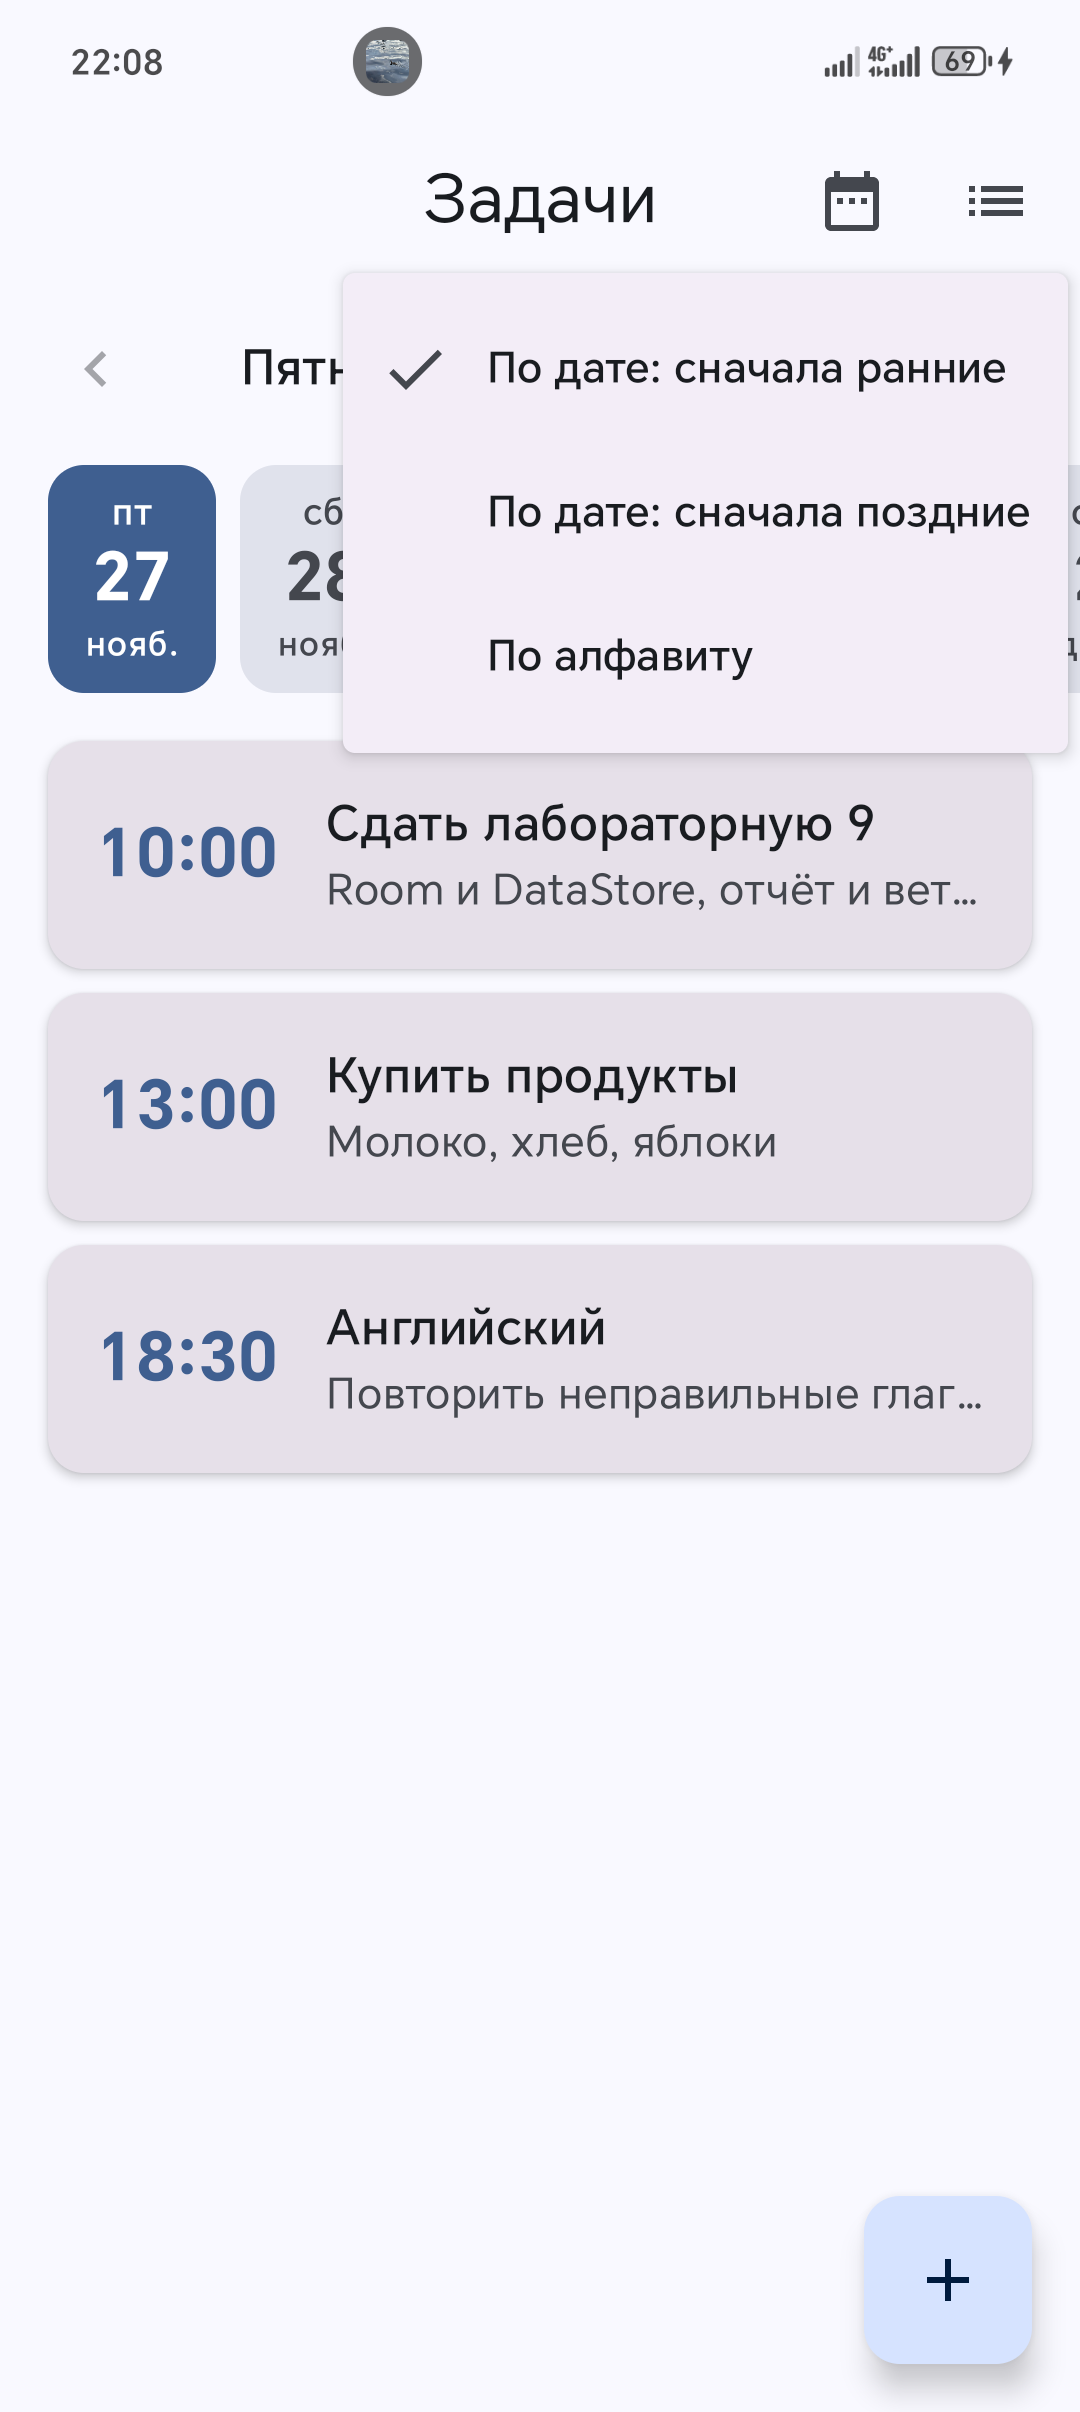 22:08
4G+
69
Задачи
По дате: сначала ранние
По дате: сначала поздние
По алфавиту
пт
27
нояб.
сб
10:00
Сдать лабораторную 9
Room и DataStore, отчёт и вет...
13:00
Купить продукты
Молоко, хлеб, яблоки
18:30
Английский
Повторить неправильные глаг...